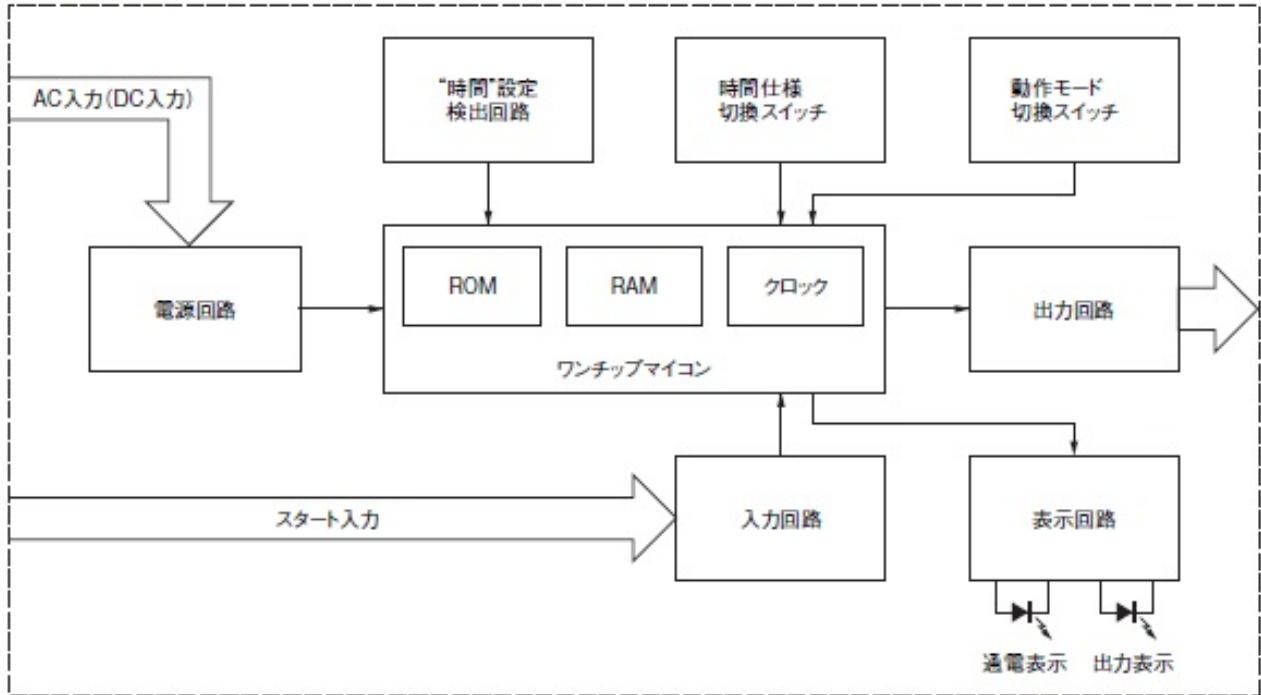 AC入力(DC入力)
“時間”設定
検出回路
時間仕様
切換スイッチ
動作モード
切換スイッチ
電源回路
ROM
RAM
クロック
ワンチップマイコン
出力回路
スタート入力
入力回路
表示回路
通電表示
出力表示